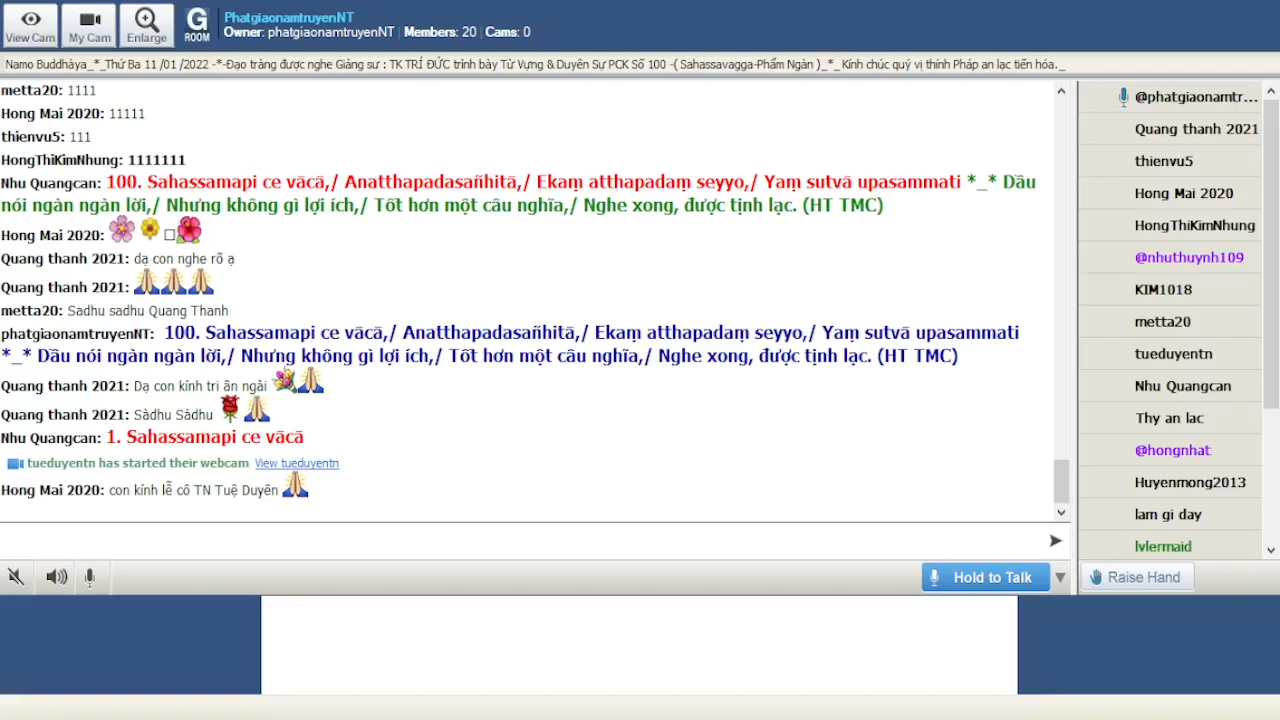 View Cam
My Cam
Enlarge
G
ROOM
PhatgiaonamtruyenNT
Owner: phatgiaonamtruyenNT | Members: 20 | Cams: 0
Namo Buddhàya_*_Thứ Ba 11 /01 /2022 -*-Đạo tràng được nghe Giảng sư : TK TRÍ ĐỨC trình bày Từ Vựng & Duyên Sự PCK Số 100 -( Sahassavagga-Phẩm Ngàn )_*_ Kính chúc quý vị thính Pháp an lạc tiến hóa._
metta20: 1111
Hong Mai 2020: 11111
thienvu5: 111
HongThiKimNhung: 1111111
Nhu Quangcan: 100. Sahassamapi ce vācā,/ Anatthapadasañhitā,/ Ekaṃ atthapadaṃ seyyo,/ Yaṃ sutvā upasammati *_* Dầu
nói ngàn ngàn lời,/ Nhưng không gì lợi ích,/ Tốt hơn một câu nghĩa,/ Nghe xong, được tịnh lạc. (HT TMC)
Hong Mai 2020:
Quang thanh 2021: dạ con nghe rõ ạ
Quang thanh 2021:
metta20: Sadhu sadhu Quang Thanh
phatgiaonamtruyenNT: 100. Sahassamapi ce vācā,/ Anatthapadasañhitā,/ Ekaṃ atthapadaṃ seyyo,/ Yaṃ sutvā upasammati
*_* Dầu nói ngàn ngàn lời,/ Nhưng không gì lợi ích,/ Tốt hơn một câu nghĩa,/ Nghe xong, được tịnh lạc. (HT TMC)
Quang thanh 2021: Dạ con kính tri ân ngài
Quang thanh 2021: Sàdhu Sàdhu
Nhu Quangcan: 1. Sahassamapi ce vācā
tueduyentn has started their webcam View tueduyentn
Hong Mai 2020: con kính lễ cô TN Tuệ Duyên
Hold to Talk
@phatgiaonamtr...
Quang thanh 2021
thienvu5
Hong Mai 2020
HongThiKimNhung
@nhuthuynh109
KIM1018
metta20
tueduyentn
Nhu Quangcan
Thy an lac
@hongnhat
Huyenmong2013
lam gi day
lvlermaid
Raise Hand